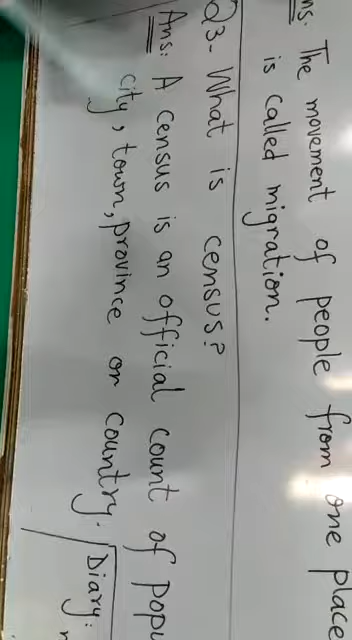 ns: The movement of people from one place
is called migration.
Q3- What is census?
Ans: A census is an official count of popu
city, town, province or country.
Diary: